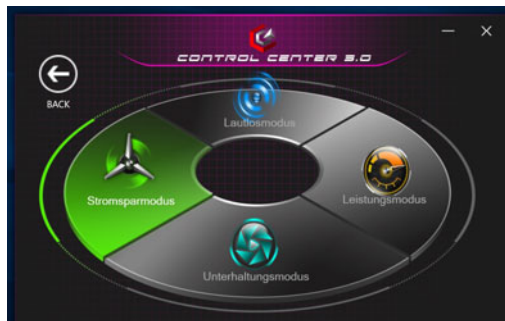 CONTROL CENTER 3.0
BACK
Lautlosmodus
Stromsparmodus
Leistungsmodus
Unterhaltungsmodus